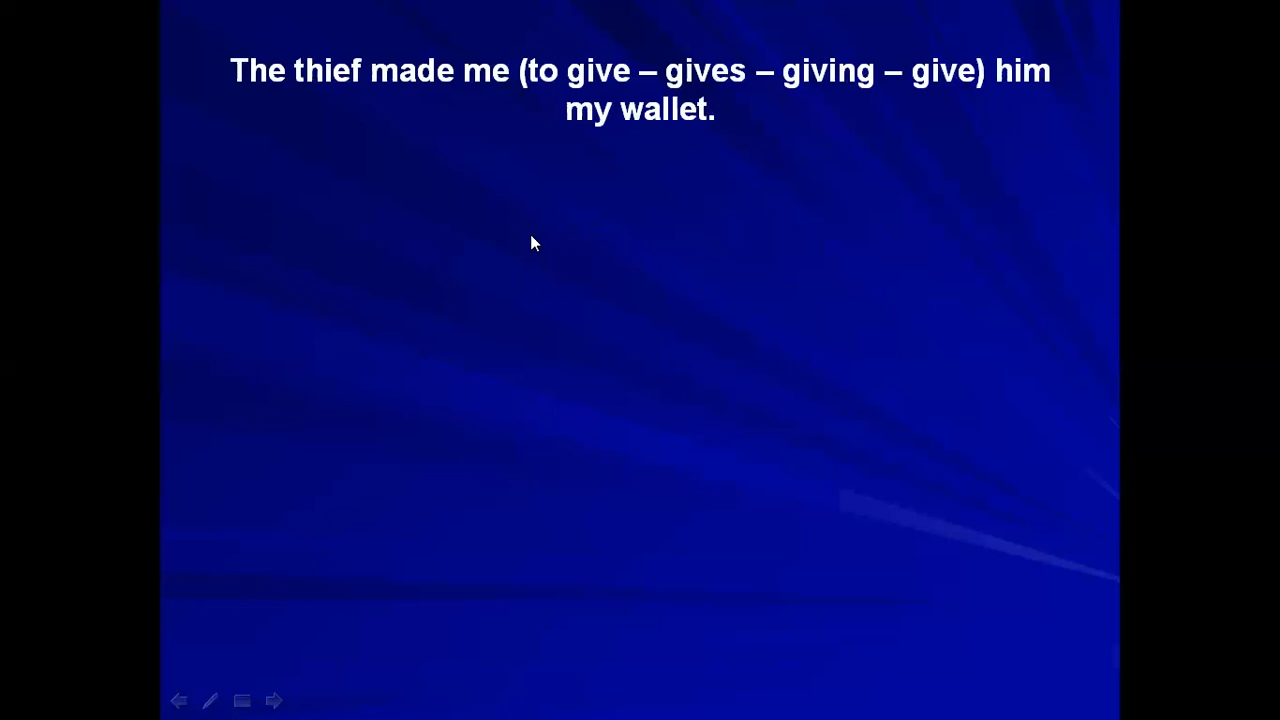 The thief made me (to give – gives – giving – give) him
my wallet.